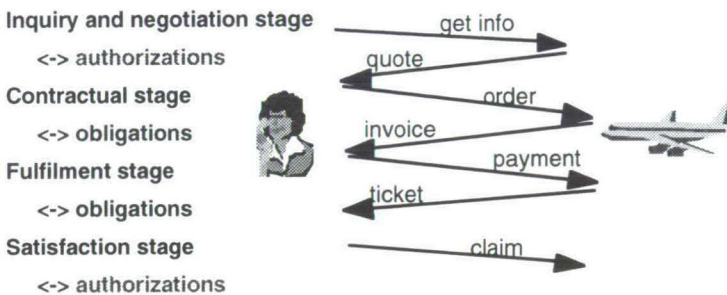 Inquiry and negotiation stage
get info
<-> authorizations
quote
Contractual stage
order
<-> obligations
invoice
Fulfilment stage
payment
<-> obligations
ticket
Satisfaction stage
claim
<-> authorizations